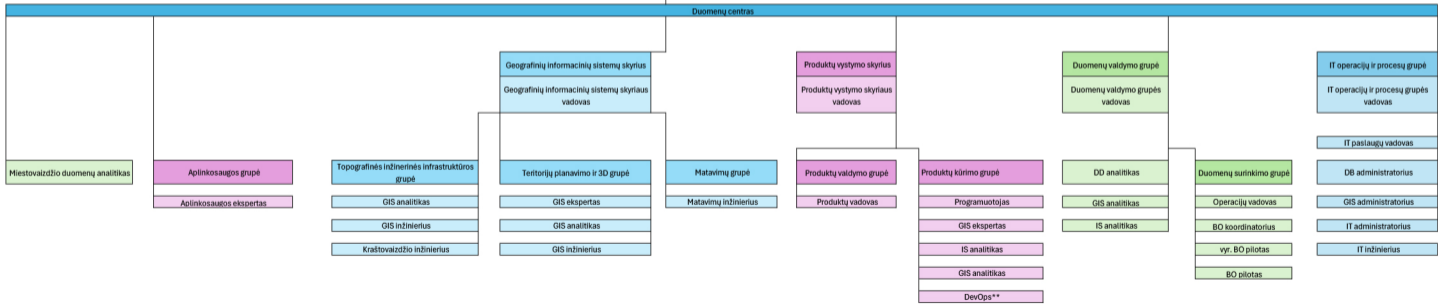 Duomenų centras
Geografinių informacinių sistemų skyrius
Geografinių informacinių sistemų skyriaus
vadovas
Produktų vystymo skyrius
Produktų vystymo skyriaus
vadovas
Duomenų valdymo grupė
Duomenų valdymo grupės
vadovas
IT operacijų ir procesų grupė
IT operacijų ir procesų grupės
vadovas
IT paslaugų vadovas
Miestovaizdžio duomenų analitikas
Aplinkosaugos grupė
Aplinkosaugos ekspertas
Topografinės inžinerinės infrastruktūros
grupė
GIS analitikas
GIS inžinierius
Kraštovaizdžio inžinierius
Teritorijų planavimo ir 3D grupė
GIS ekspertas
GIS analitikas
GIS inžinierius
Matavimų grupė
Matavimų inžinierius
Produktų valdymo grupė
Produktų vadovas
Produktų kūrimo grupė
Programuotojas
GIS ekspertas
IS analitikas
GIS analitikas
DevOps**
DD analitikas
GIS analitikas
IS analitikas
Duomenų surinkimo grupė
Operacijų vadovas
BO koordinatorius
vyr. BO pilotas
BO pilotas
DB administratorius
GIS administratorius
IT administratorius
IT inžinierius